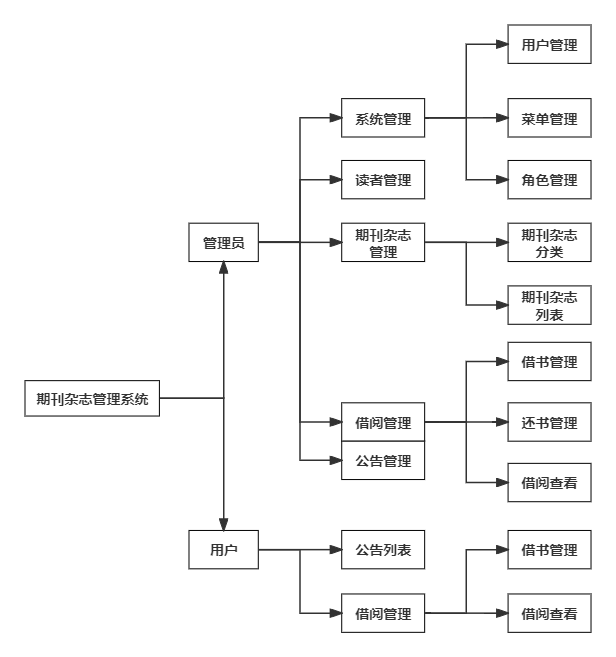 用户管理
系统管理
菜单管理
读者管理
角色管理
管理员
期刊杂志
管理
期刊杂志
分类
期刊杂志
列表
借书管理
期刊杂志管理系统
借阅管理
还书管理
公告管理
借阅查看
用户
公告列表
借书管理
借阅管理
借阅查看